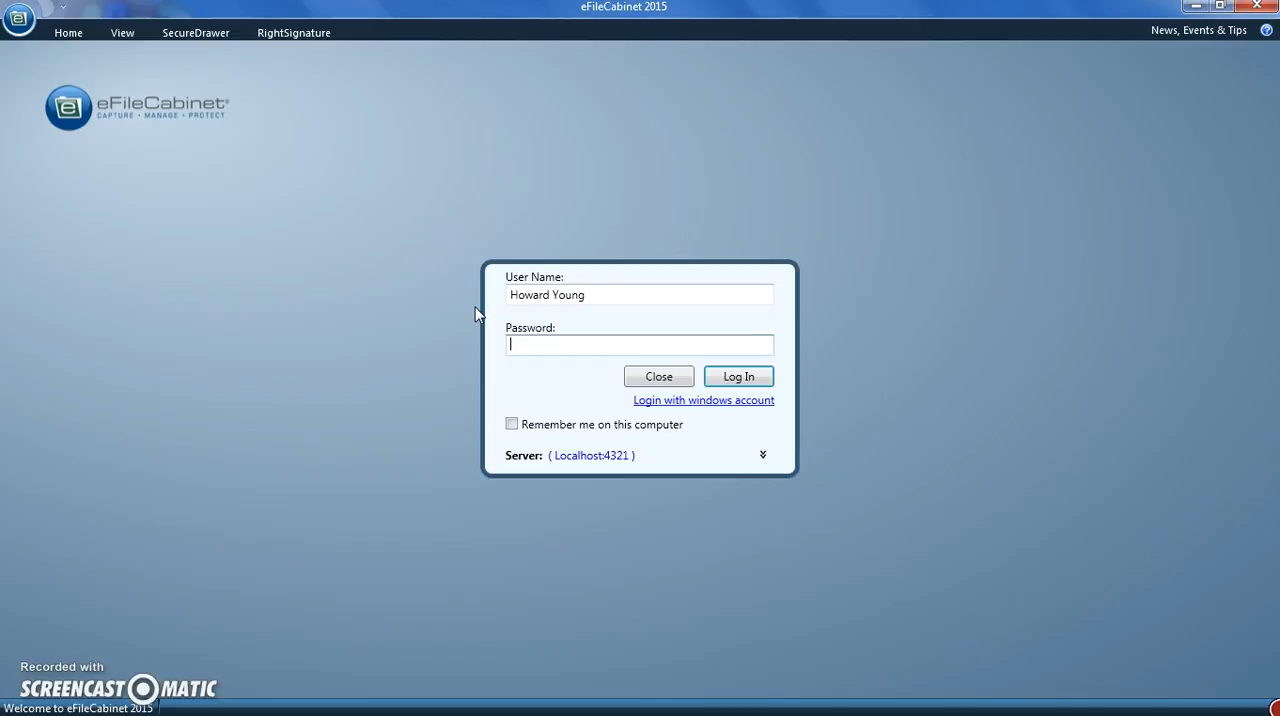 eFileCabinet 2015
Home View SecureDrawer RightSignature
News, Events & Tips
eFileCabinet®
CAPTURE • MANAGE • PROTECT
User Name:
Howard Young
Password:
Close Log In
Login with windows account
Remember me on this computer
Server: ( Localhost:4321 )
Recorded with
SCREENCAST MATIC
Welcome to eFileCabinet 2015